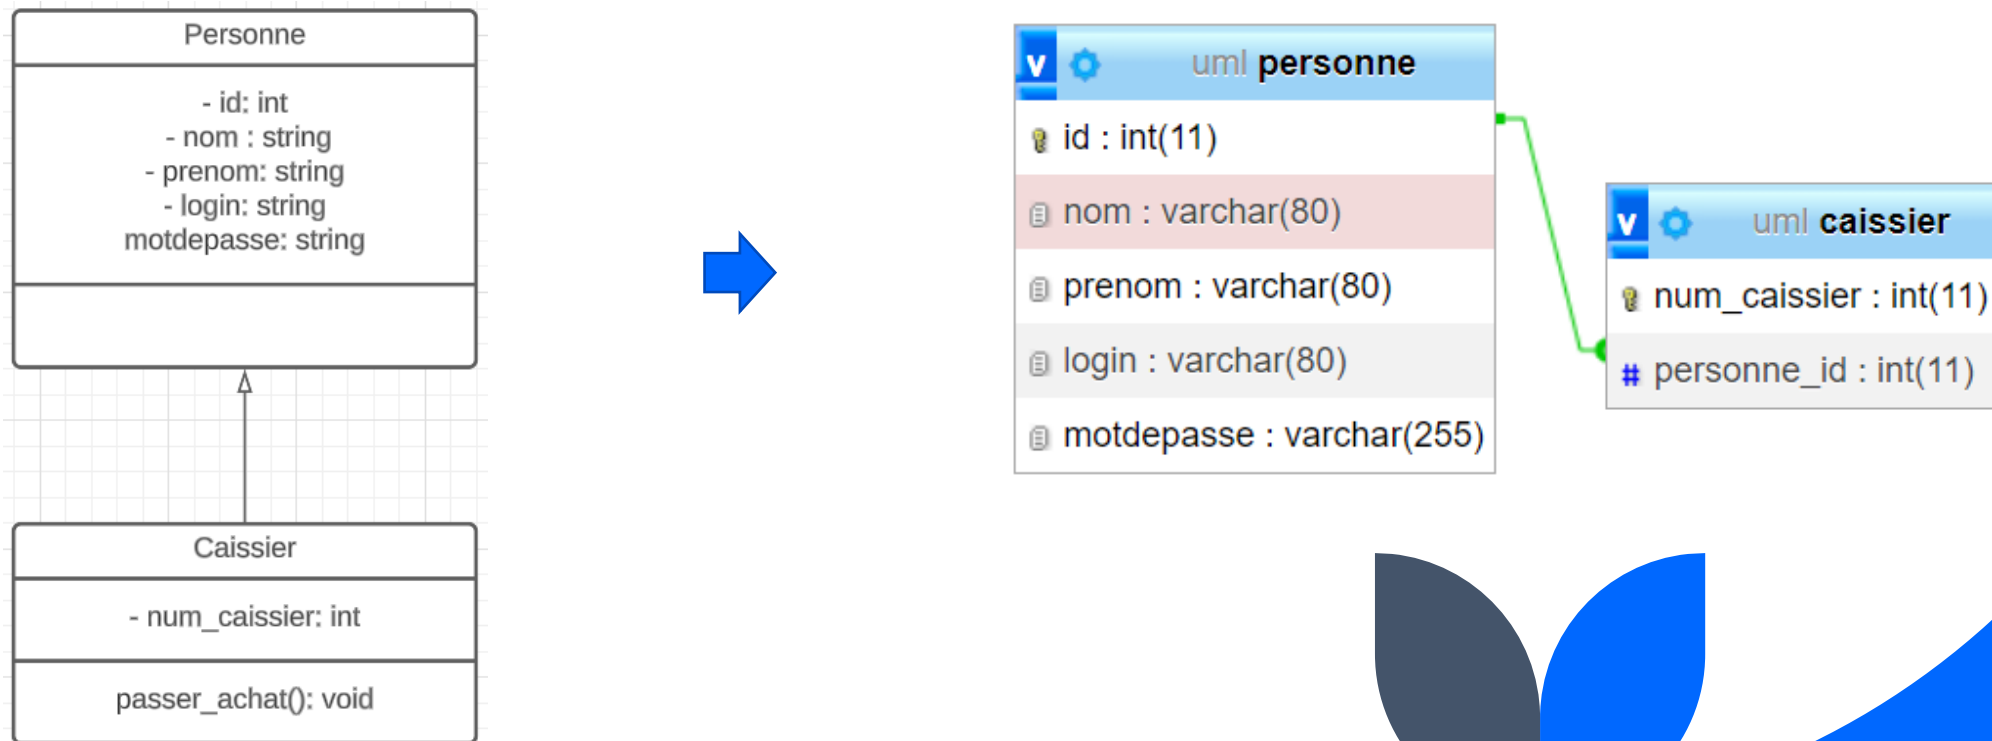 Personne
- id: int
- nom : string
- prenom: string
- login: string
motdepasse: string
Caissier
- num_caissier: int
passer_achat(): void
v uml personne
id : int(11)
nom : varchar(80)
prenom : varchar(80)
login : varchar(80)
motdepasse : varchar(255)
v uml caissier
num_caissier : int(11)
# personne_id : int(11)